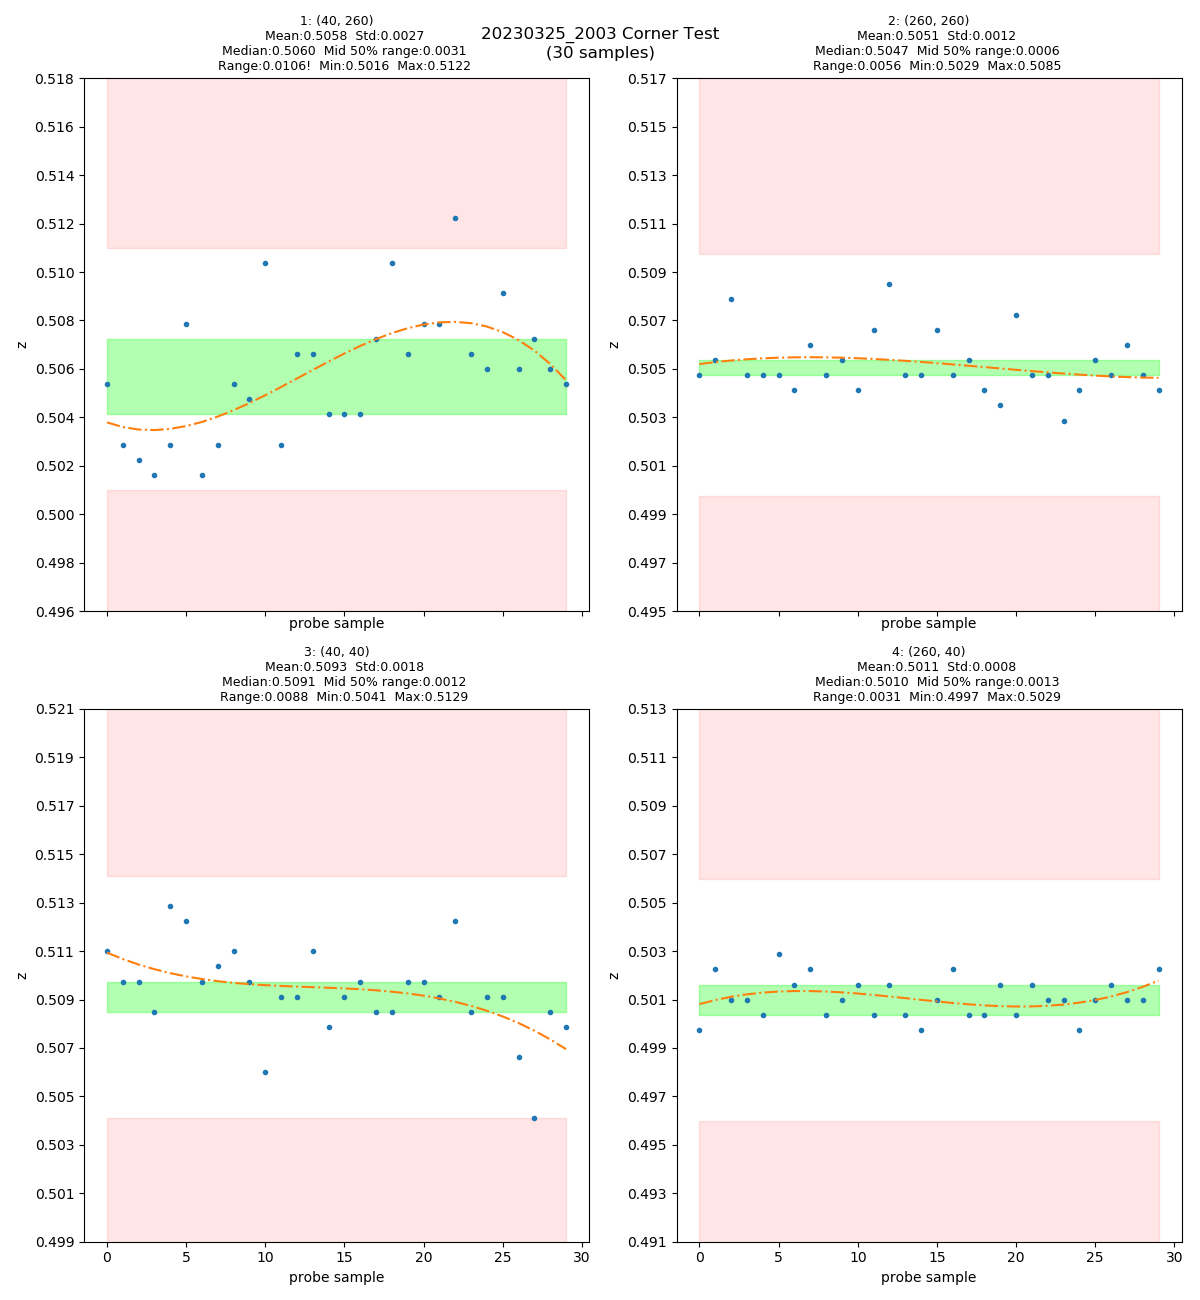 20230325_2003 Corner Test
(30 samples)
1: (40, 260)
Mean:0.5058  Std:0.0027
Median:0.5060  Mid 50% range:0.0031
Range:0.0106!  Min:0.5016  Max:0.5122
0.518
0.516
0.514
0.512
0.510
0.508
0.506
0.504
0.502
0.500
0.498
0.496
z
probe sample
2: (260, 260)
Mean:0.5051  Std:0.0012
Median:0.5047  Mid 50% range:0.0006
Range:0.0056  Min:0.5029  Max:0.5085
0.517
0.515
0.513
0.511
0.509
0.507
0.505
0.503
0.501
0.499
0.497
0.495
z
probe sample
3: (40, 40)
Mean:0.5093  Std:0.0018
Median:0.5091  Mid 50% range:0.0012
Range:0.0088  Min:0.5041  Max:0.5129
0.521
0.519
0.517
0.515
0.513
0.511
0.509
0.507
0.505
0.503
0.501
0.499
z
0 5 10 15 20 25 30
probe sample
4: (260, 40)
Mean:0.5011  Std:0.0008
Median:0.5010  Mid 50% range:0.0013
Range:0.0031  Min:0.4997  Max:0.5029
0.513
0.511
0.509
0.507
0.505
0.503
0.501
0.499
0.497
0.495
0.493
0.491
z
0 5 10 15 20 25 30
probe sample